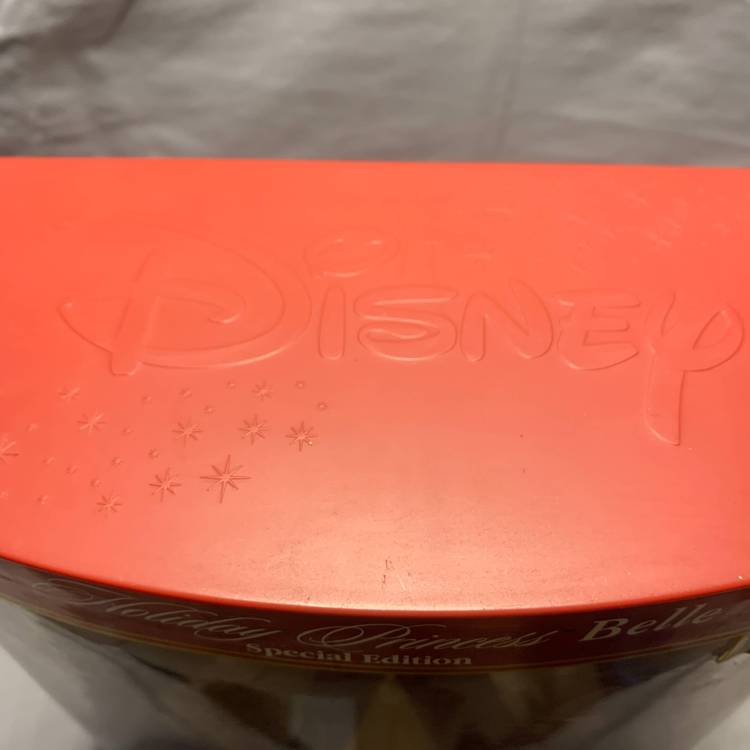 Disney
Holiday Princess Belle
Special Edition